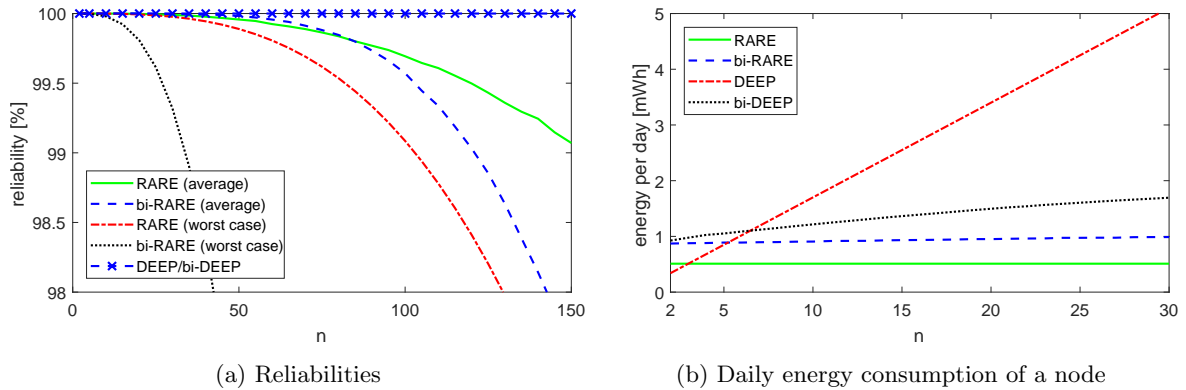 100
99.5
99
98.5
98
reliability [%]
RARE (average)
bi-RARE (average)
RARE (worst case)
bi-RARE (worst case)
DEEP/bi-DEEP
0
50
100
150
n
(a) Reliabilities
5
4
3
2
1
0
energy per day [mWh]
RARE
bi-RARE
DEEP
bi-DEEP
2
5
10
15
20
25
30
n
(b) Daily energy consumption of a node